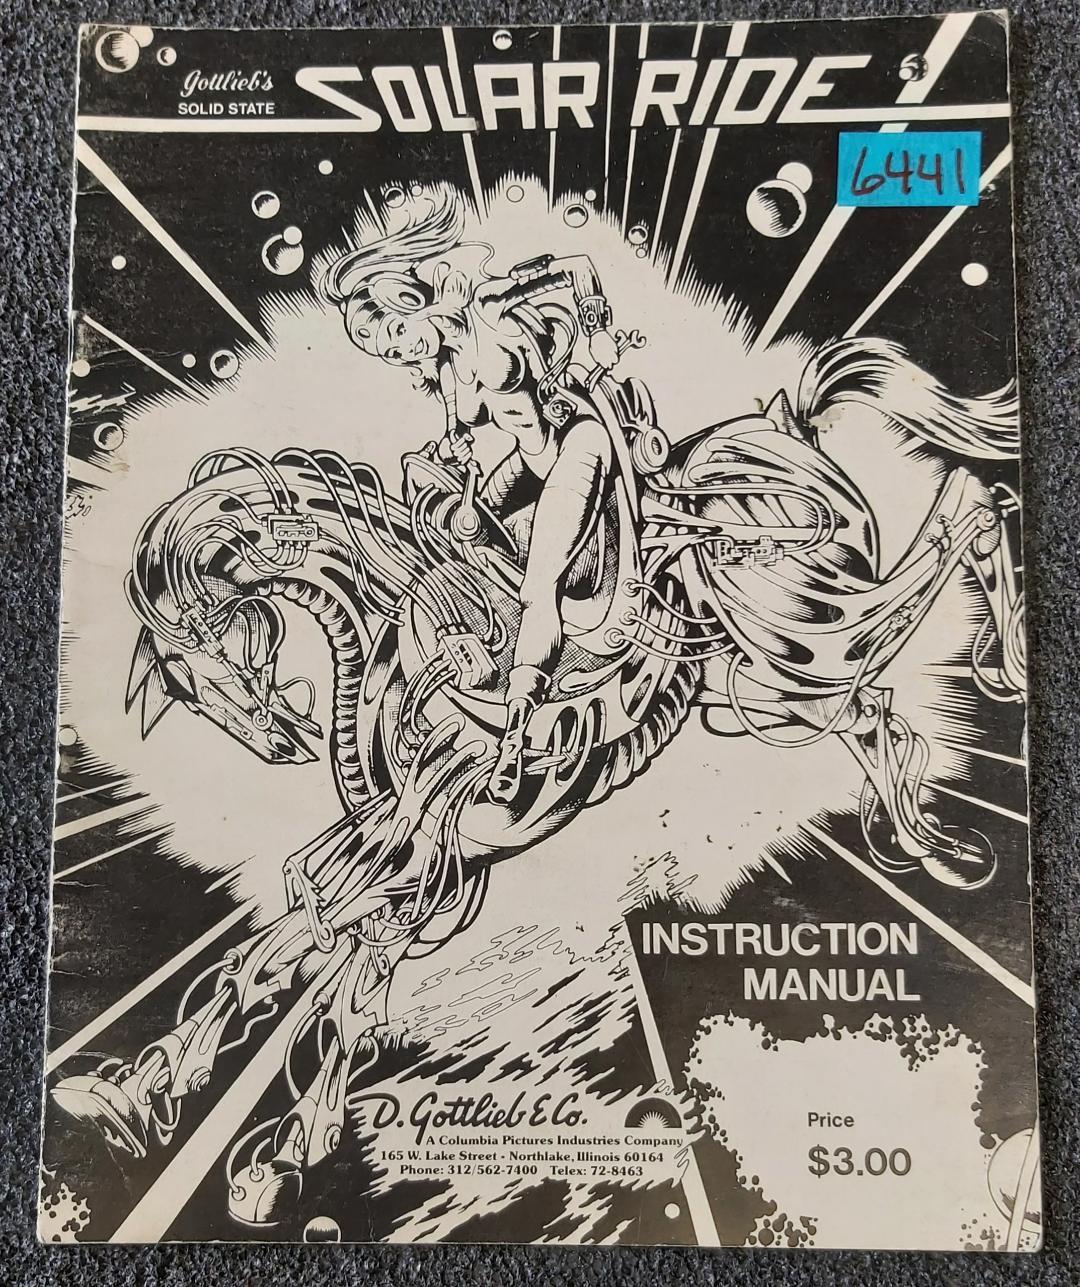 Gottlieb's
SOLID STATE
SOLAR RIDE
6441
INSTRUCTION
MANUAL
D. Gottlieb & Co.
A Columbia Pictures Industries Company
165 W. Lake Street • Northlake, Illinois 60164
Phone: 312/562-7400 Telex: 72-8463
Price
$3.00